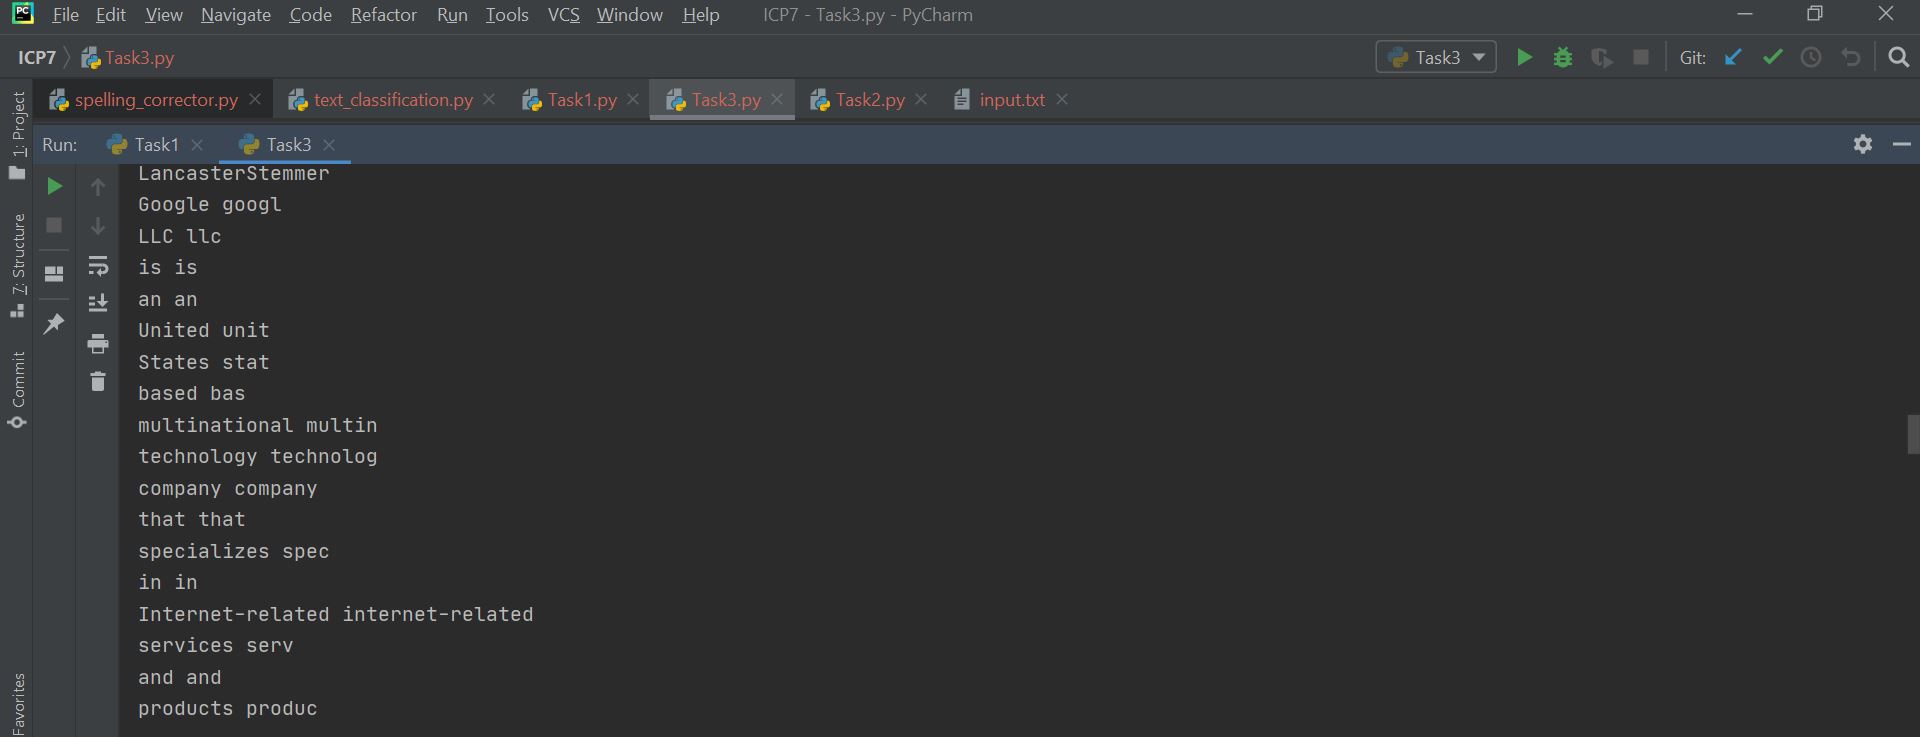 PC File Edit View Navigate Code Refactor Run Tools VCS Window Help ICP7 - Task3.py - PyCharm
ICP7 Task3.py Task3 Git:
spelling_corrector.py text_classification.py Task1.py Task3.py Task2.py input.txt
Run: Task1 Task3
1: Project
7: Structure
Commit
Favorites
LancasterStemmer
Google googl
LLC llc
is is
an an
United unit
States stat
based bas
multinational multin
technology technolog
company company
that that
specializes spec
in in
Internet-related internet-related
services serv
and and
products produc